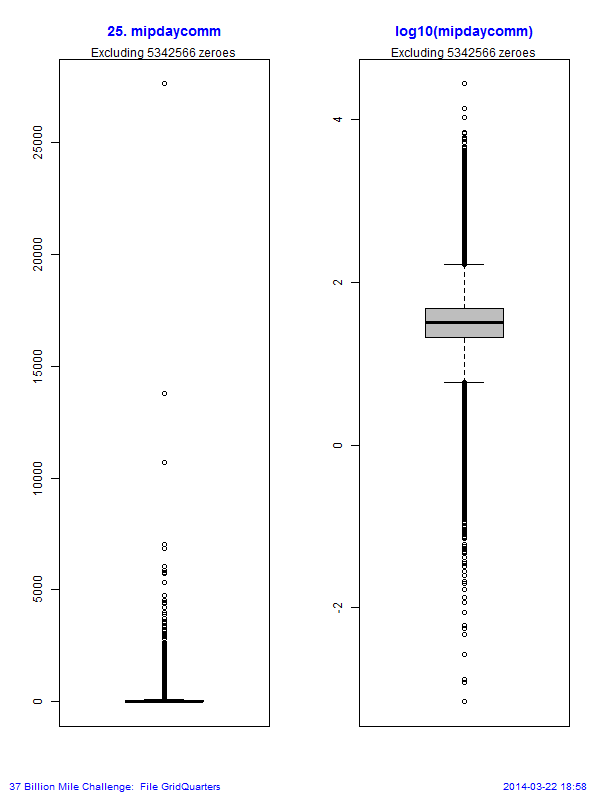 25. mipdaycomm
Excluding 5342566 zeroes
25000
20000
15000
10000
5000
0
log10(mipdaycomm)
Excluding 5342566 zeroes
4
2
0
-2
37 Billion Mile Challenge: File GridQuarters
2014-03-22 18:58